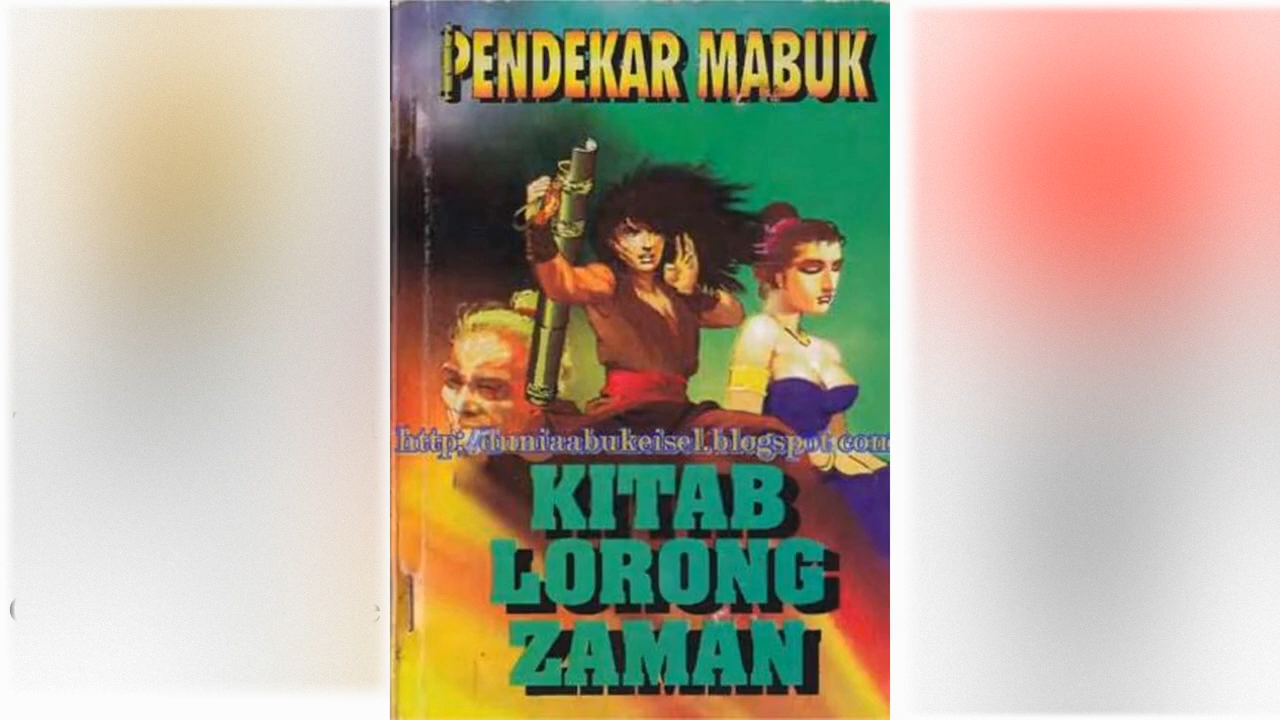 PENDEKAR MABUK
http://duniaabukeisel.blogspot.com
KITAB
LORONG
ZAMAN